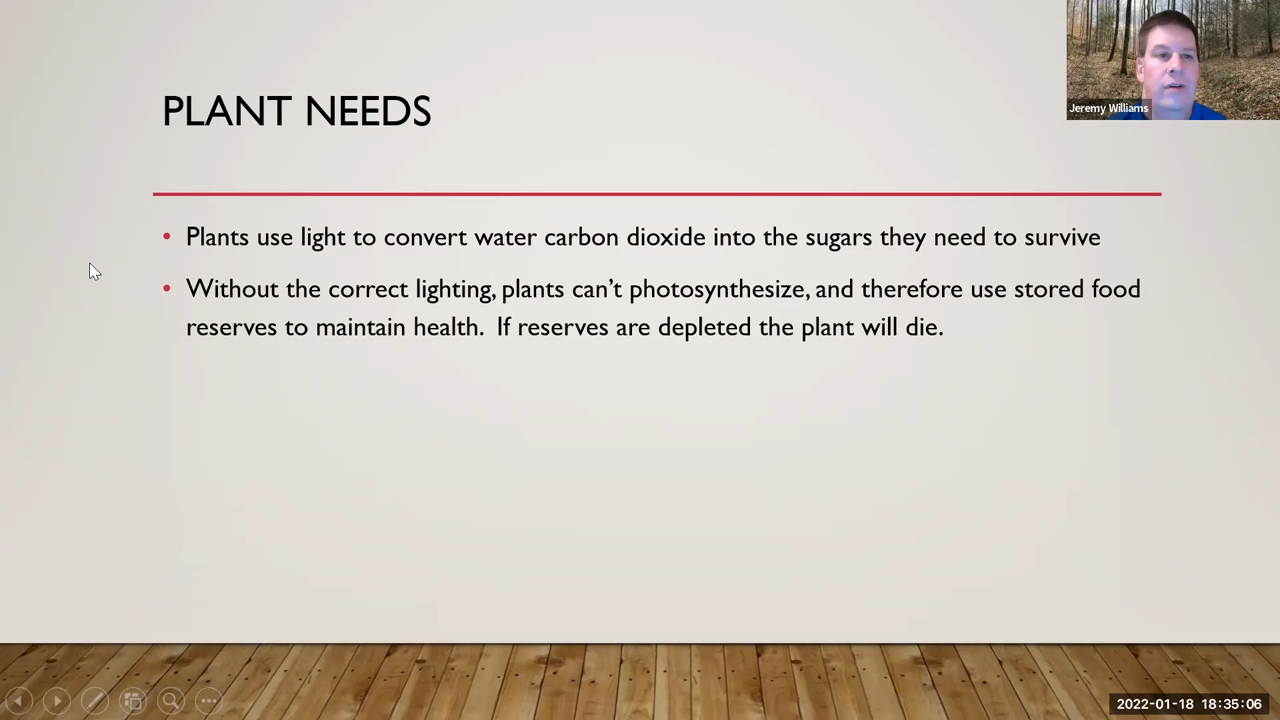 PLANT NEEDS
Jeremy Williams
• Plants use light to convert water carbon dioxide into the sugars they need to survive
• Without the correct lighting, plants can’t photosynthesize, and therefore use stored food
reserves to maintain health.  If reserves are depleted the plant will die.
2022-01-18 18:35:06